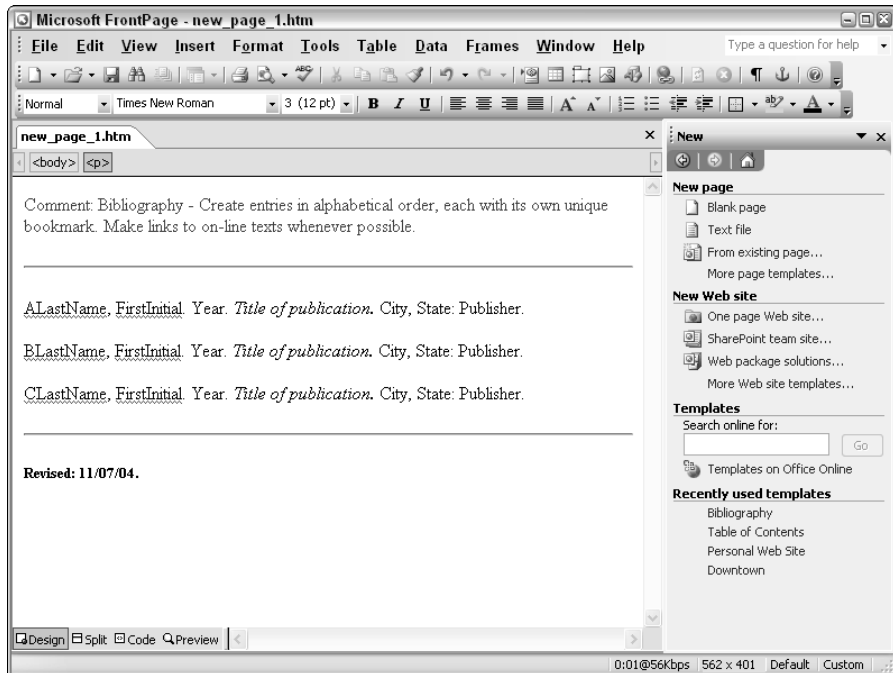 Microsoft FrontPage - new_page_1.htm
File Edit View Insert Format Tools Table Data Frames Window Help
Type a question for help
Normal Times New Roman 3 (12 pt) B I U A A A
new_page_1.htm
<body> <p>
Comment: Bibliography - Create entries in alphabetical order, each with its own unique
bookmark. Make links to on-line texts whenever possible.
ALastName, FirstInitial. Year. Title of publication. City, State: Publisher.
BLastName, FirstInitial. Year. Title of publication. City, State: Publisher.
CLastName, FirstInitial. Year. Title of publication. City, State: Publisher.
Revised: 11/07/04.
New
New page
Blank page
Text file
From existing page...
More page templates...
New Web site
One page Web site...
SharePoint team site...
Web package solutions...
More Web site templates...
Templates
Search online for:
Go
Templates on Office Online
Recently used templates
Bibliography
Table of Contents
Personal Web Site
Downtown
Design Split Code Preview
0:01@56Kbps 562 x 401 Default Custom